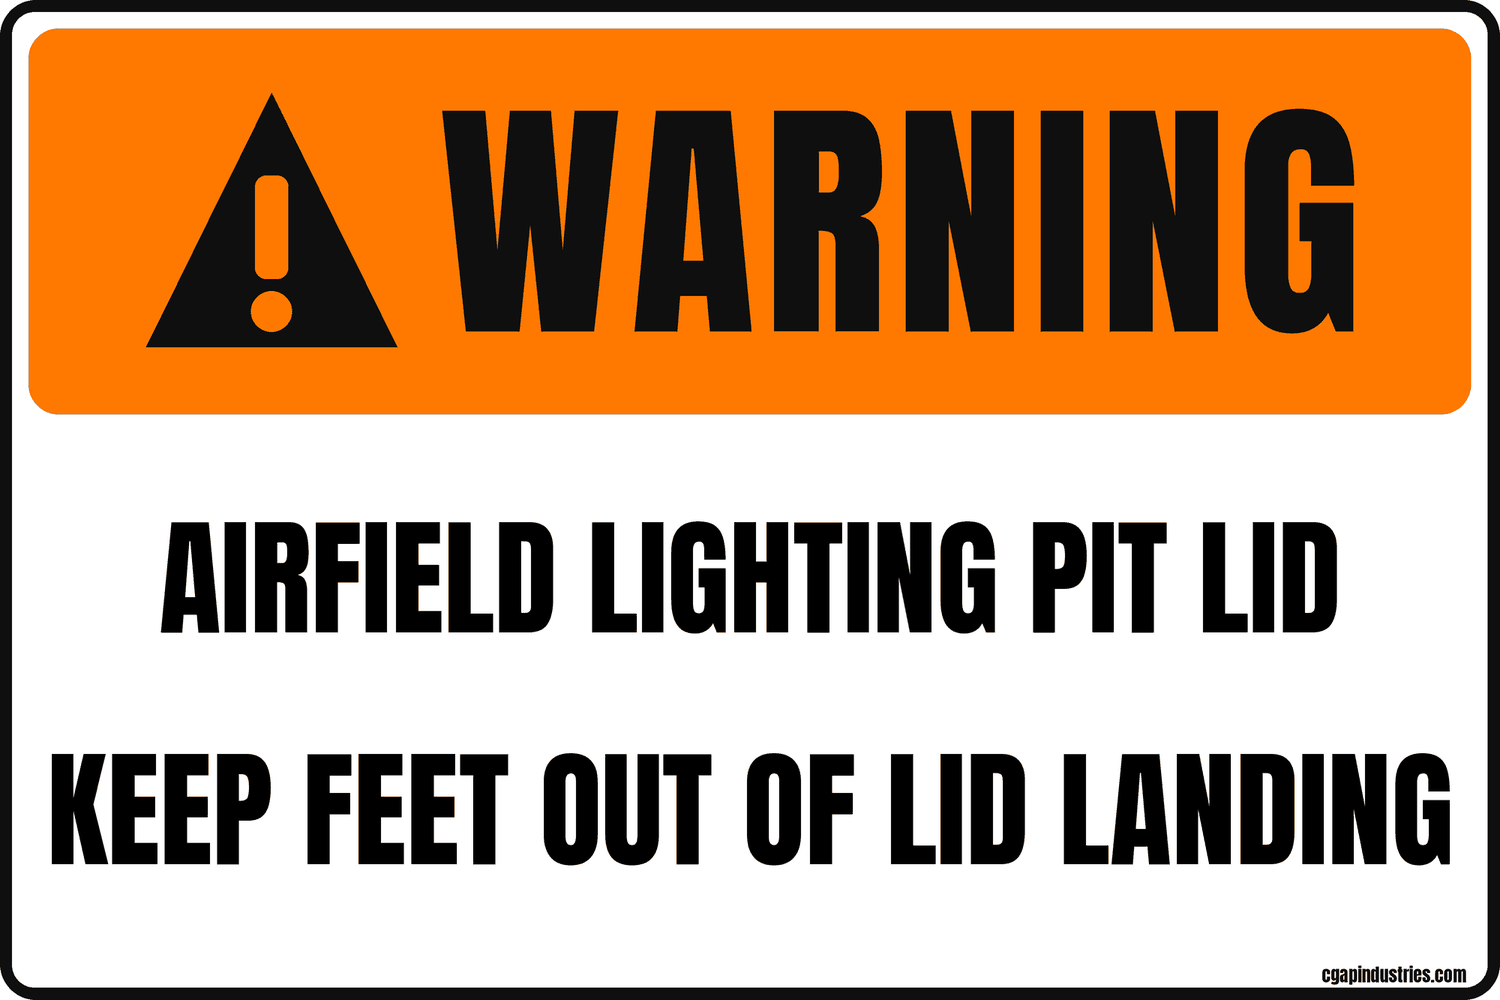 WARNING
AIRFIELD LIGHTING PIT LID
KEEP FEET OUT OF LID LANDING
cgapindustries.com